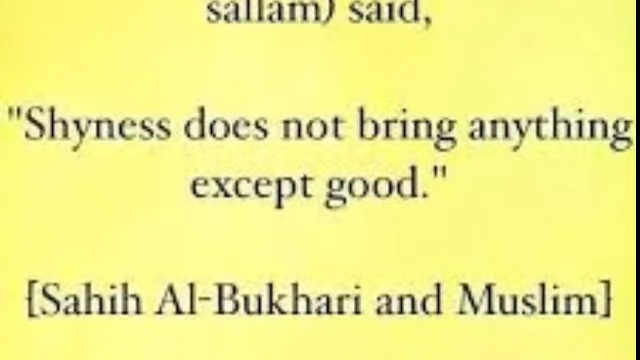 sallam) said,
"Shyness does not bring anything
except good."
[Sahih Al-Bukhari and Muslim]